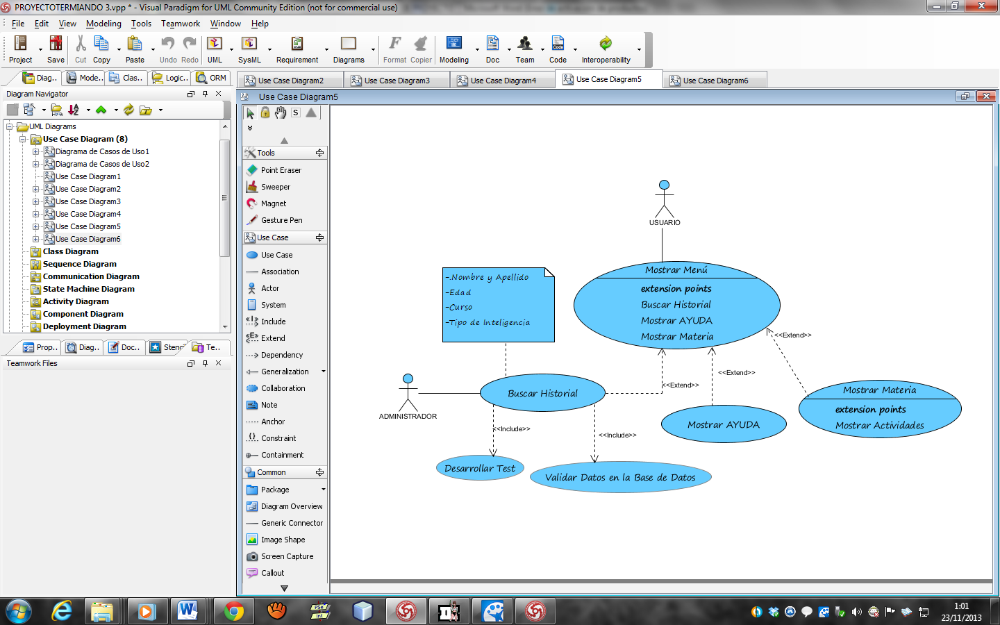 PROYECTOTERMIANDO 3.vpp * - Visual Paradigm for UML Community Edition (not for commercial use)
File Edit View Modeling Tools Teamwork Window Help
Project Save Cut Copy Paste Undo Redo UML SysML Requirement Diagrams Format Copier Modeling Doc Team Code Interoperability
Diag.. Mode.. Clas.. Logic.. ORM
Use Case Diagram2 Use Case Diagram3 Use Case Diagram4 Use Case Diagram5 Use Case Diagram6
Diagram Navigator
UML Diagrams
Use Case Diagram (8)
Diagrama de Casos de Uso1
Diagrama de Casos de Uso2
Use Case Diagram1
Use Case Diagram2
Use Case Diagram3
Use Case Diagram4
Use Case Diagram5
Use Case Diagram6
Class Diagram
Sequence Diagram
Communication Diagram
State Machine Diagram
Activity Diagram
Component Diagram
Deployment Diagram
Prop.. Diag.. Doc.. Stenc Te..
Teamwork Files
Use Case Diagram5
S
Tools
Point Eraser
Sweeper
Magnet
Gesture Pen
Use Case
Use Case
Association
Actor
System
Include
Extend
Dependency
Generalization
Collaboration
Note
Anchor
Constraint
Containment
Common
Package
Diagram Overview
Generic Connector
Image Shape
Screen Capture
Callout
USUARIO
Mostrar Menú
extension points
Buscar Historial
Mostrar AYUDA
Mostrar Materia
-.Nombre y Apellido
-Edad
-Curso
-Tipo de Inteligencia
<<Extend>>
<<Extend>>
<<Extend>>
ADMINISTRADOR
Buscar Historial
Mostrar AYUDA
Mostrar Materia
extension points
Mostrar Actividades
<<Include>>
<<Include>>
Desarrollar Test
Validar Datos en la Base de Datos
PSe
Int
1:01
23/11/2013